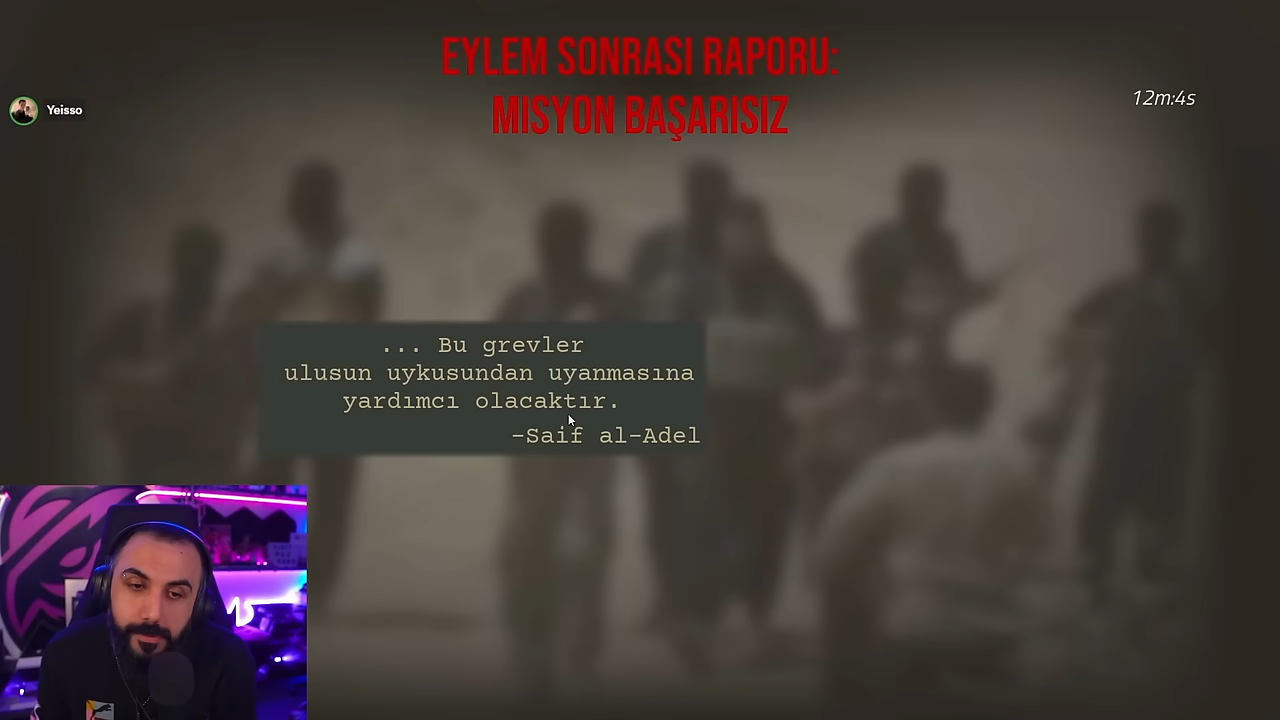 EYLEM SONRASI RAPORU:
MISYON BAŞARISIZ
12m:4s
Yeisso
... Bu grevler
ulusun uykusundan uyanmasına
yardımcı olacaktır.
-Saif al-Adel